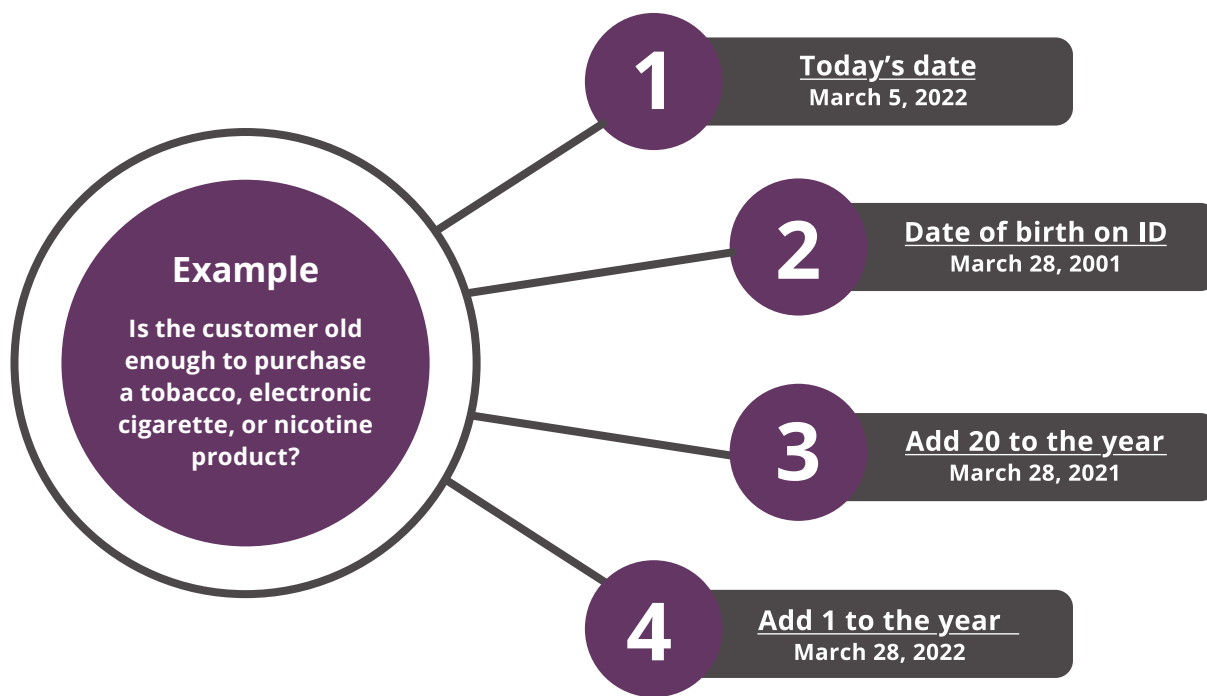 Example
Is the customer old
enough to purchase
a tobacco, electronic
cigarette, or nicotine
product?
1
Today’s date
March 5, 2022
2
Date of birth on ID
March 28, 2001
3
Add 20 to the year
March 28, 2021
4
Add 1 to the year
March 28, 2022